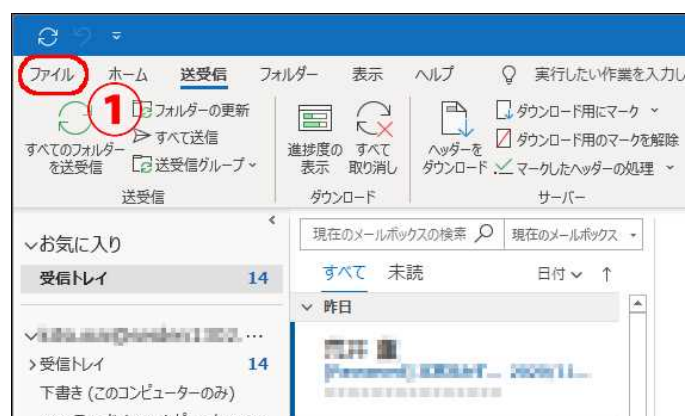 ファイル ホーム 送受信 フォルダー 表示 ヘルプ 実行したい作業を入力し
1
すべてのフォルダー
を送受信
フォルダーの更新
すべて送信
送受信グループ
送受信
進捗度の
表示
すべて
取り消し
ダウンロード
ヘッダーを
ダウンロード
ダウンロード用にマーク
ダウンロード用のマークを解除
マークしたヘッダーの処理
サーバー
お気に入り
受信トレイ 14
受信トレイ 14
下書き (このコンピューターのみ)
現在のメールボックスの検索 現在のメールボックス
すべて 未読 日付 ↑
昨日